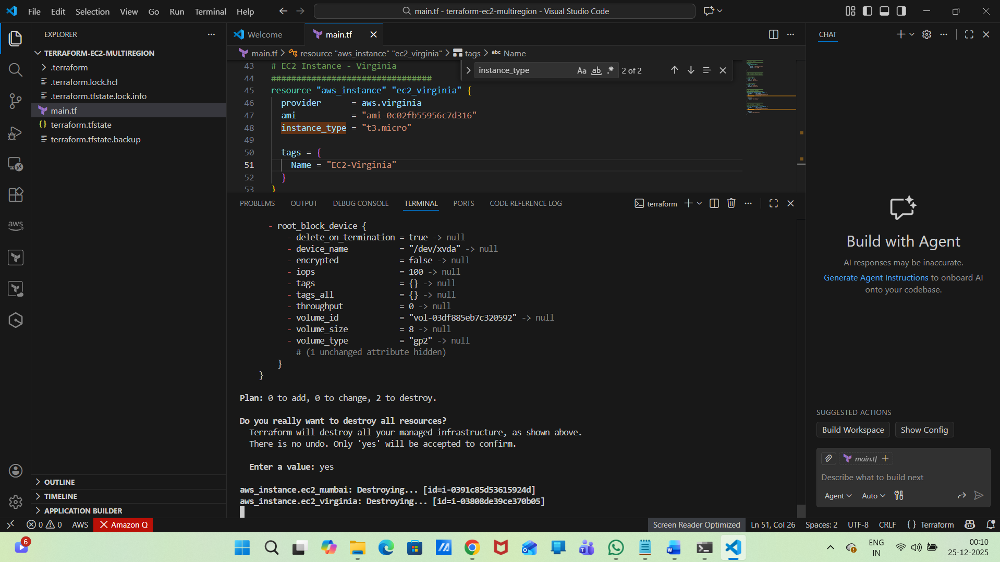 File Edit Selection View Go Run Terminal Help
main.tf - terraform-ec2-multiregion - Visual Studio Code
EXPLORER
TERRAFORM-EC2-MULTIREGION
.terraform
.terraform.lock.hcl
.terraform.tfstate.lock.info
main.tf
terraform.tfstate
terraform.tfstate.backup
OUTLINE
TIMELINE
APPLICATION BUILDER
aws
Welcome
main.tf
main.tf > resource "aws_instance" "ec2_virginia" > tags > abc Name
instance_type Aa ab .* 2 of 2
43 # EC2 Instance - Virginia
44 ################################
45 resource "aws_instance" "ec2_virginia" {
46 provider = aws.virginia
47 ami = "ami-0c02fb55956c7d316"
48 instance_type = "t3.micro"
49
50 tags = {
51 Name = "EC2-Virginia"
52 }
53 }
PROBLEMS OUTPUT DEBUG CONSOLE TERMINAL PORTS CODE REFERENCE LOG
terraform
- root_block_device {
- delete_on_termination = true -> null
- device_name = "/dev/xvda" -> null
- encrypted = false -> null
- iops = 100 -> null
- tags = {} -> null
- tags_all = {} -> null
- throughput = 0 -> null
- volume_id = "vol-03df885eb7c320592" -> null
- volume_size = 8 -> null
- volume_type = "gp2" -> null
# (1 unchanged attribute hidden)
}
}
Plan: 0 to add, 0 to change, 2 to destroy.
Do you really want to destroy all resources?
Terraform will destroy all your managed infrastructure, as shown above.
There is no undo. Only 'yes' will be accepted to confirm.
Enter a value: yes
aws_instance.ec2_mumbai: Destroying... [id=i-0391c85d53615924d]
aws_instance.ec2_virginia: Destroying... [id=i-03808de39ce370b05]
CHAT
Build with Agent
AI responses may be inaccurate.
Generate Agent Instructions to onboard AI
onto your codebase.
SUGGESTED ACTIONS
Build Workspace Show Config
main.tf
Describe what to build next
Agent Auto
0 0 AWS Amazon Q
Screen Reader Optimized Ln 51, Col 26 Spaces: 2 UTF-8 CRLF {} Terraform
6
ENG
IN
00:10
25-12-2025